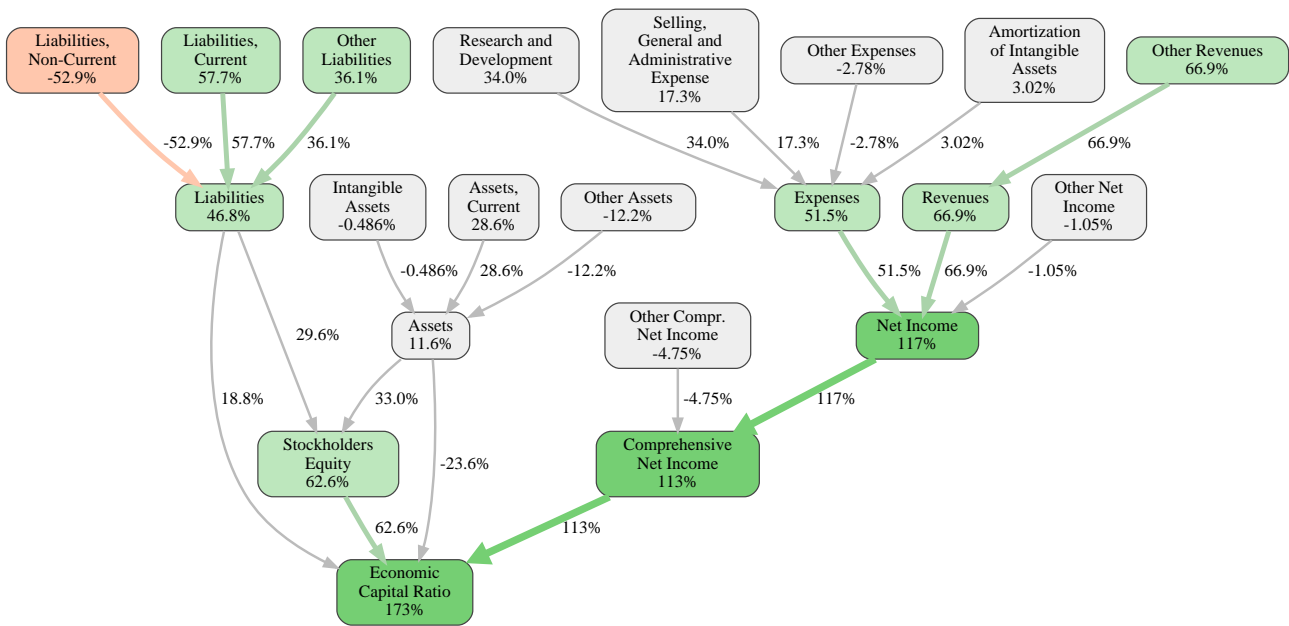 Liabilities,
Non-Current
-52.9%
Liabilities,
Current
57.7%
Other
Liabilities
36.1%
Research and
Development
34.0%
Selling,
General and
Administrative
Expense
17.3%
Other Expenses
-2.78%
Amortization
of Intangible
Assets
3.02%
Other Revenues
66.9%
-52.9%
57.7%
36.1%
34.0%
17.3%
-2.78%
3.02%
66.9%
Liabilities
46.8%
Intangible
Assets
-0.486%
Assets,
Current
28.6%
Other Assets
-12.2%
Expenses
51.5%
Revenues
66.9%
Other Net
Income
-1.05%
-0.486%
28.6%
-12.2%
51.5%
66.9%
-1.05%
29.6%
Assets
11.6%
Other Compr.
Net Income
-4.75%
Net Income
117%
18.8%
33.0%
-4.75%
117%
Stockholders
Equity
62.6%
-23.6%
Comprehensive
Net Income
113%
62.6%
113%
Economic
Capital Ratio
173%